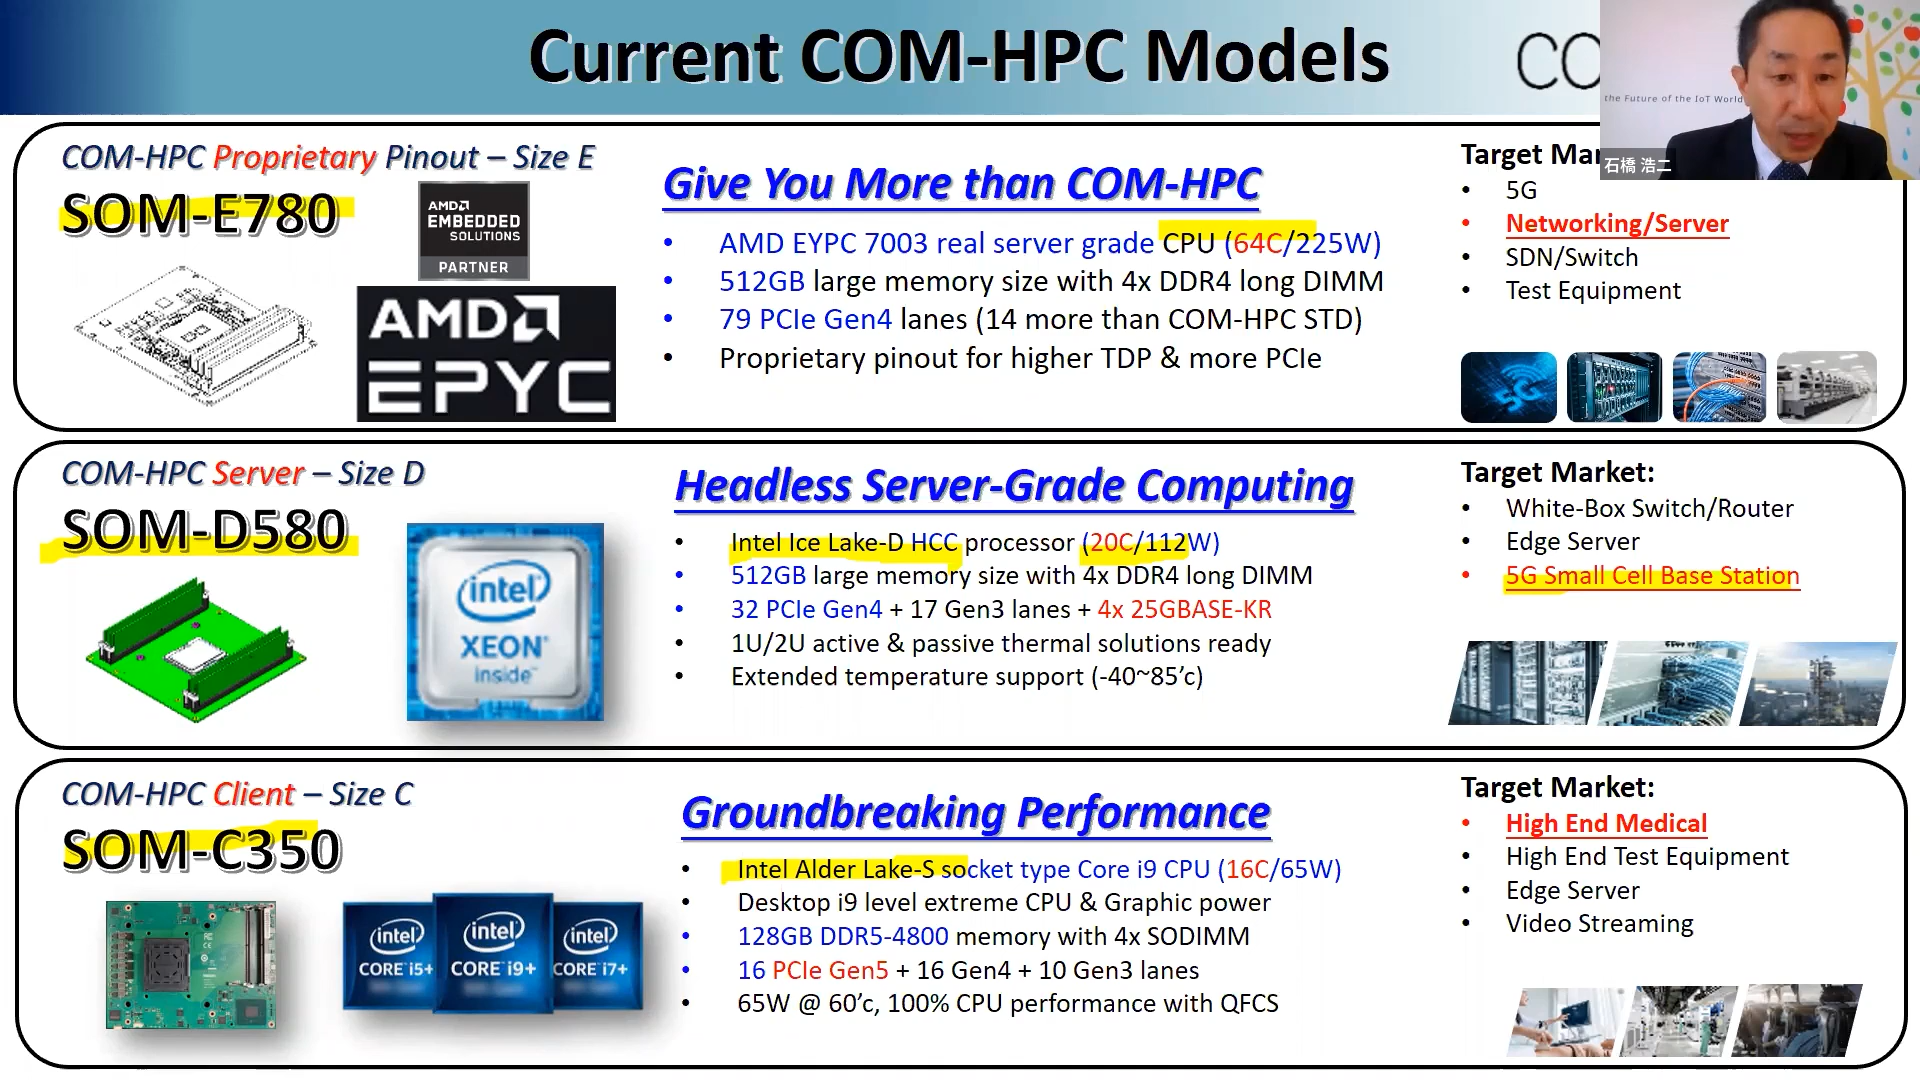 Current COM-HPC Models
CO
the Future of the IoT World
石橋 浩二
COM-HPC Proprietary Pinout – Size E
SOM-E780
AMD
EMBEDDED
SOLUTIONS
PARTNER
AMD
EPYC
Give You More than COM-HPC
• AMD EYPC 7003 real server grade CPU (64C/225W)
• 512GB large memory size with 4x DDR4 long DIMM
• 79 PCIe Gen4 lanes (14 more than COM-HPC STD)
• Proprietary pinout for higher TDP & more PCIe
Target Mar
• 5G
• Networking/Server
• SDN/Switch
• Test Equipment
5G
COM-HPC Server – Size D
SOM-D580
intel
XEON®
inside™
Headless Server-Grade Computing
• Intel Ice Lake-D HCC processor (20C/112W)
• 512GB large memory size with 4x DDR4 long DIMM
• 32 PCIe Gen4 + 17 Gen3 lanes + 4x 25GBASE-KR
• 1U/2U active & passive thermal solutions ready
• Extended temperature support (-40~85’c)
Target Market:
• White-Box Switch/Router
• Edge Server
• 5G Small Cell Base Station
COM-HPC Client – Size C
SOM-C350
intel
CORE™i5+
intel
CORE™i9+
intel
CORE™i7+
Groundbreaking Performance
• Intel Alder Lake-S socket type Core i9 CPU (16C/65W)
• Desktop i9 level extreme CPU & Graphic power
• 128GB DDR5-4800 memory with 4x SODIMM
• 16 PCIe Gen5 + 16 Gen4 + 10 Gen3 lanes
• 65W @ 60’c, 100% CPU performance with QFCS
Target Market:
• High End Medical
• High End Test Equipment
• Edge Server
• Video Streaming